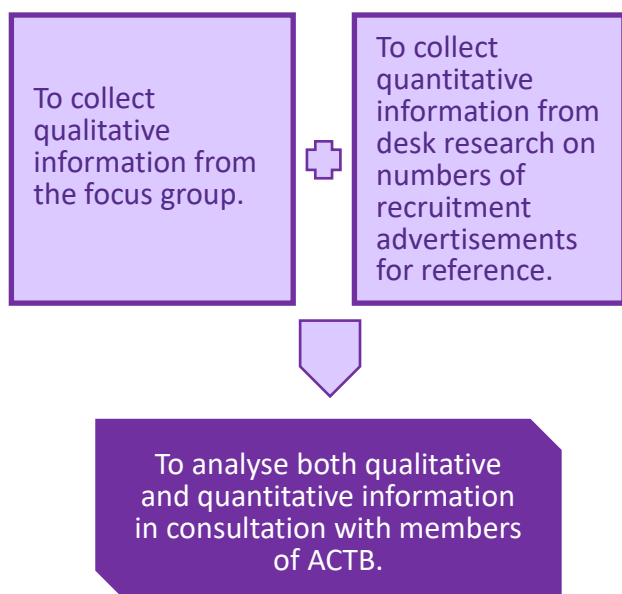 To collect
qualitative
information from
the focus group.
To collect
quantitative
information from
desk research on
numbers of
recruitment
advertisements
for reference.
To analyse both qualitative
and quantitative information
in consultation with members
of ACTB.